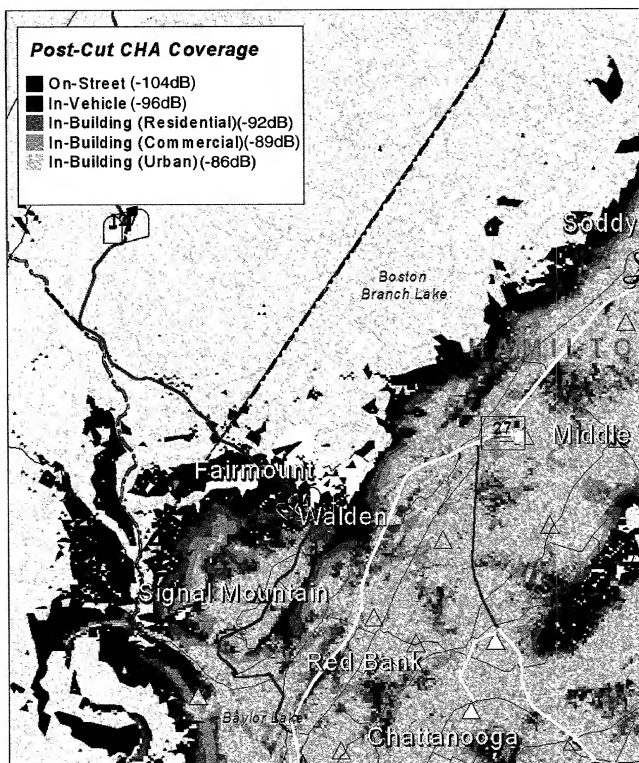 Post-Cut CHA Coverage
On-Street (-104dB)
In-Vehicle (-96dB)
In-Building (Residential)(-92dB)
In-Building (Commercial)(-89dB)
In-Building (Urban)(-86dB)
Soddy
Boston
Branch Lake
27
Middle
Fairmount
Walden
Signal Mountain
Red Bank
Baylor Lake
Chattanooga